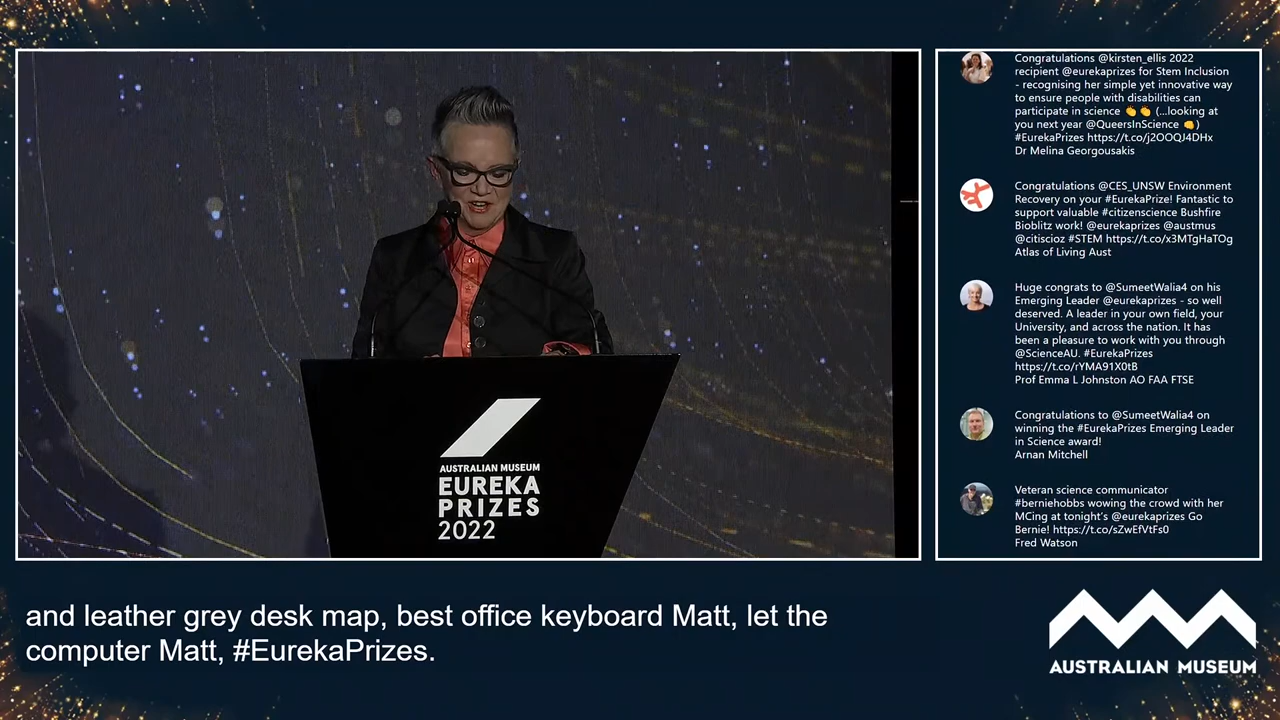 AUSTRALIAN MUSEUM
EUREKA
PRIZES
2022
Congratulations @kirsten_ellis 2022
recipient @eurekaprizes for Stem Inclusion
- recognising her simple yet innovative way
to ensure people with disabilities can
participate in science 👏 👏 (...looking at
you next year @QueersInScience 👊)
#EurekaPrizes https://t.co/j2OOQJ4DHx
Dr Melina Georgousakis
Congratulations @CES_UNSW Environment
Recovery on your #EurekaPrize! Fantastic to
support valuable #citizenscience Bushfire
Bioblitz work! @eurekaprizes @austmus
@citiscioz #STEM https://t.co/x3MTgHaTOg
Atlas of Living Aust
Huge congrats to @SumeetWalia4 on his
Emerging Leader @eurekaprizes - so well
deserved. A leader in your own field, your
University, and across the nation. It has
been a pleasure to work with you through
@ScienceAU. #EurekaPrizes
https://t.co/rYMA91X0tB
Prof Emma L Johnston AO FAA FTSE
Congratulations to @SumeetWalia4 on
winning the #EurekaPrizes Emerging Leader
in Science award!
Arnan Mitchell
Veteran science communicator
#berniehobbs wowing the crowd with her
MCing at tonight's @eurekaprizes Go
Bernie! https://t.co/sZwEfVtFs0
Fred Watson
and leather grey desk map, best office keyboard Matt, let the
computer Matt, #EurekaPrizes.
AUSTRALIAN MUSEUM